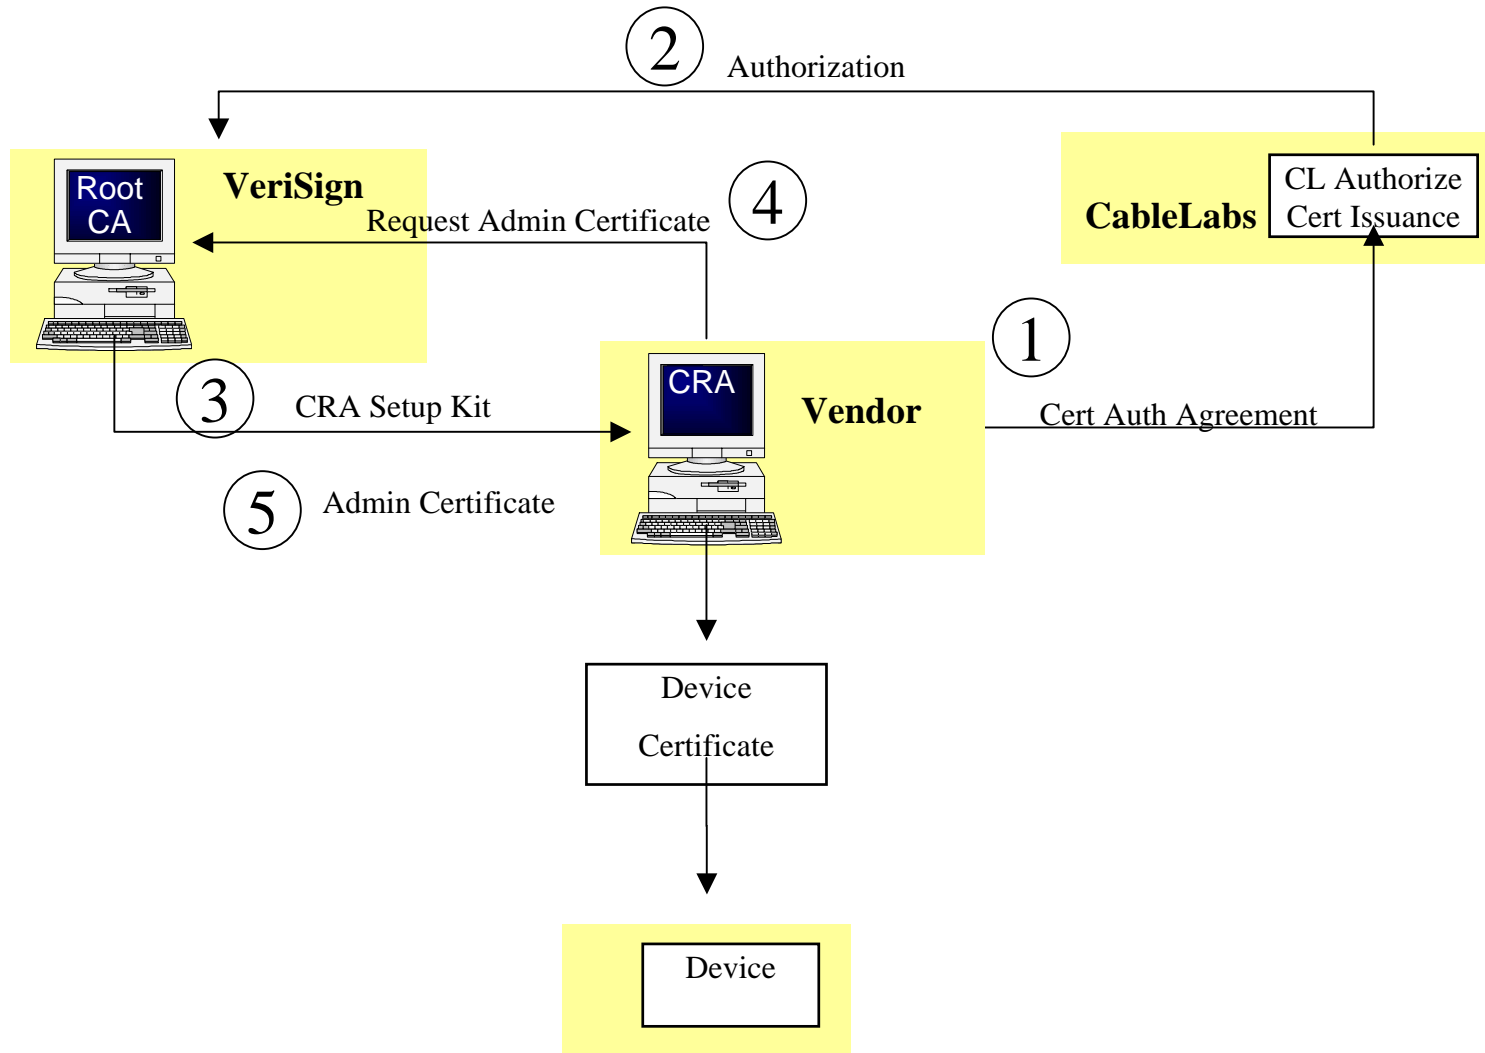 2
Authorization
Root
CA
VeriSign
4
Request Admin Certificate
CableLabs
CL Authorize
Cert Issuance
1
3
CRA Setup Kit
CRA
Vendor
Cert Auth Agreement
5
Admin Certificate
Device
Certificate
Device